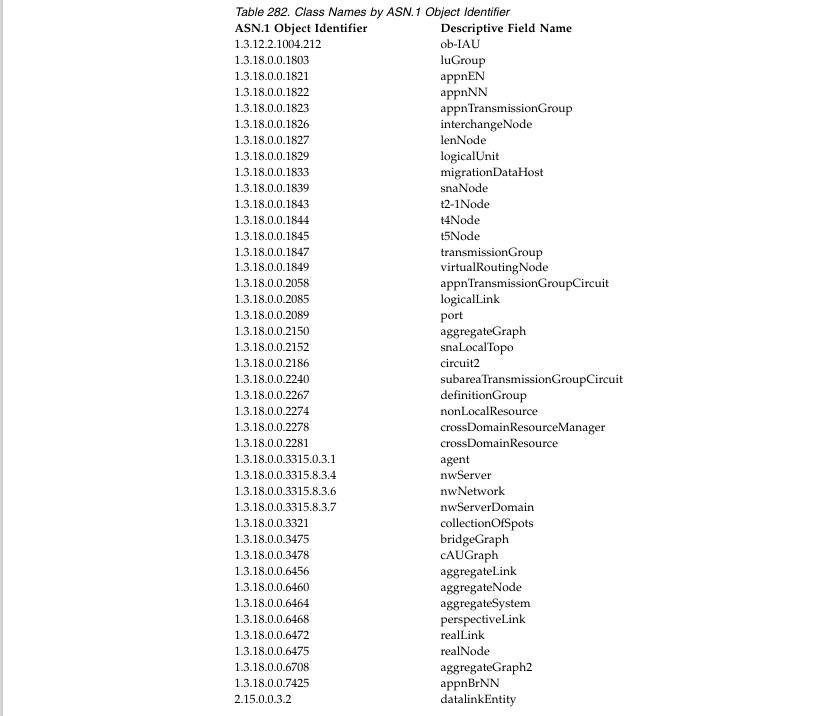 Table 282. Class Names by ASN.1 Object Identifier
ASN.1 Object Identifier Descriptive Field Name
1.3.12.2.1004.212 ob-IAU
1.3.18.0.0.1803 luGroup
1.3.18.0.0.1821 appnEN
1.3.18.0.0.1822 appnNN
1.3.18.0.0.1823 appnTransmissionGroup
1.3.18.0.0.1826 interchangeNode
1.3.18.0.0.1827 lenNode
1.3.18.0.0.1829 logicalUnit
1.3.18.0.0.1833 migrationDataHost
1.3.18.0.0.1839 snaNode
1.3.18.0.0.1843 t2-1Node
1.3.18.0.0.1844 t4Node
1.3.18.0.0.1845 t5Node
1.3.18.0.0.1847 transmissionGroup
1.3.18.0.0.1849 virtualRoutingNode
1.3.18.0.0.2058 appnTransmissionGroupCircuit
1.3.18.0.0.2085 logicalLink
1.3.18.0.0.2089 port
1.3.18.0.0.2150 aggregateGraph
1.3.18.0.0.2152 snaLocalTopo
1.3.18.0.0.2186 circuit2
1.3.18.0.0.2240 subareaTransmissionGroupCircuit
1.3.18.0.0.2267 definitionGroup
1.3.18.0.0.2274 nonLocalResource
1.3.18.0.0.2278 crossDomainResourceManager
1.3.18.0.0.2281 crossDomainResource
1.3.18.0.0.3315.0.3.1 agent
1.3.18.0.0.3315.8.3.4 nwServer
1.3.18.0.0.3315.8.3.6 nwNetwork
1.3.18.0.0.3315.8.3.7 nwServerDomain
1.3.18.0.0.3321 collectionOfSpots
1.3.18.0.0.3475 bridgeGraph
1.3.18.0.0.3478 cAUGraph
1.3.18.0.0.6456 aggregateLink
1.3.18.0.0.6460 aggregateNode
1.3.18.0.0.6464 aggregateSystem
1.3.18.0.0.6468 perspectiveLink
1.3.18.0.0.6472 realLink
1.3.18.0.0.6475 realNode
1.3.18.0.0.6708 aggregateGraph2
1.3.18.0.0.7425 appnBrNN
2.15.0.0.3.2 datalinkEntity